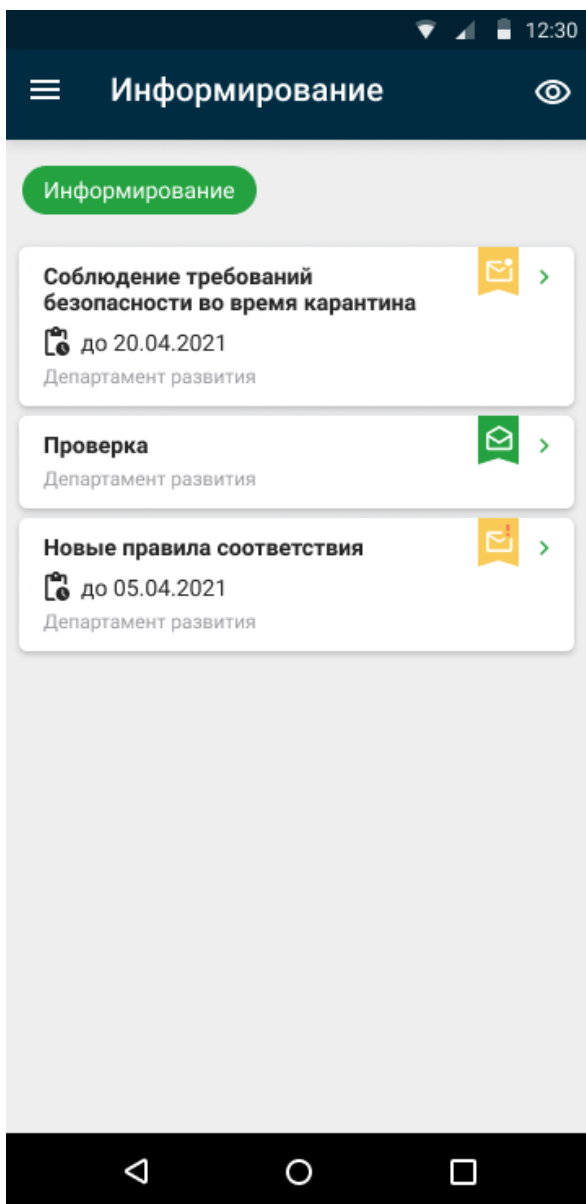 12:30
Информирование
Информирование
Соблюдение требований
безопасности во время карантина
до 20.04.2021
Департамент развития
Проверка
Департамент развития
Новые правила соответствия
до 05.04.2021
Департамент развития